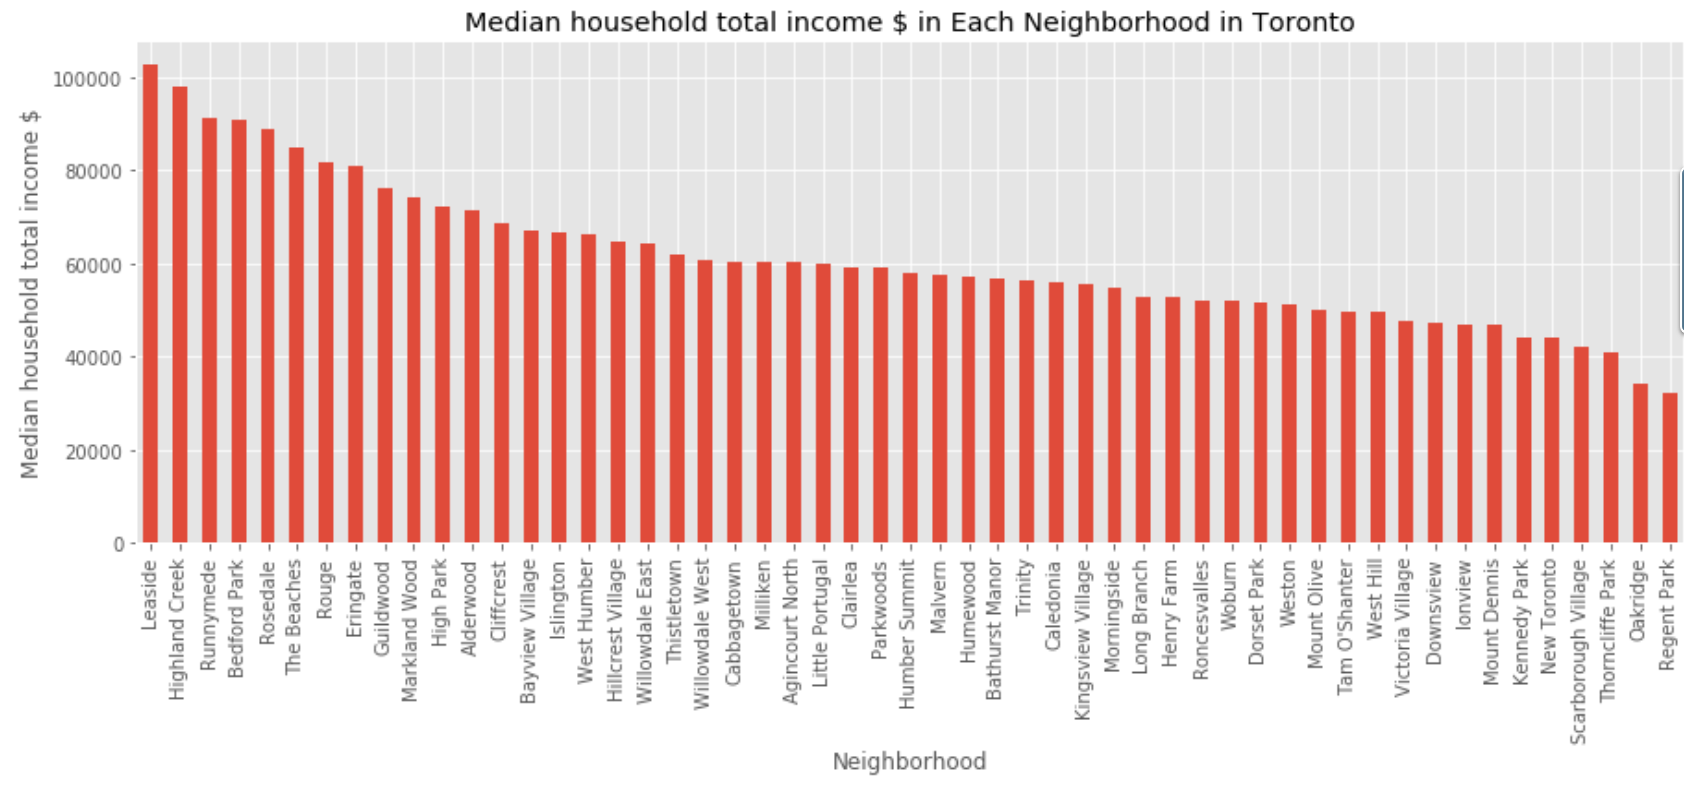 Median household total income $ in Each Neighborhood in Toronto
Median household total income $
100000
80000
60000
40000
20000
0
Leaside
Highland Creek
Runnymede
Bedford Park
Rosedale
The Beaches
Rouge
Eringate
Guildwood
Markland Wood
High Park
Alderwood
Cliffcrest
Bayview Village
Islington
West Humber
Hillcrest Village
Willowdale East
Thistletown
Willowdale West
Cabbagetown
Milliken
Agincourt North
Little Portugal
Clairlea
Parkwoods
Humber Summit
Malvern
Humewood
Bathurst Manor
Trinity
Caledonia
Kingsview Village
Morningside
Long Branch
Henry Farm
Roncesvalles
Woburn
Dorset Park
Weston
Mount Olive
Tam O'Shanter
West Hill
Victoria Village
Downsview
Ionview
Mount Dennis
Kennedy Park
New Toronto
Scarborough Village
Thorncliffe Park
Oakridge
Regent Park
Neighborhood